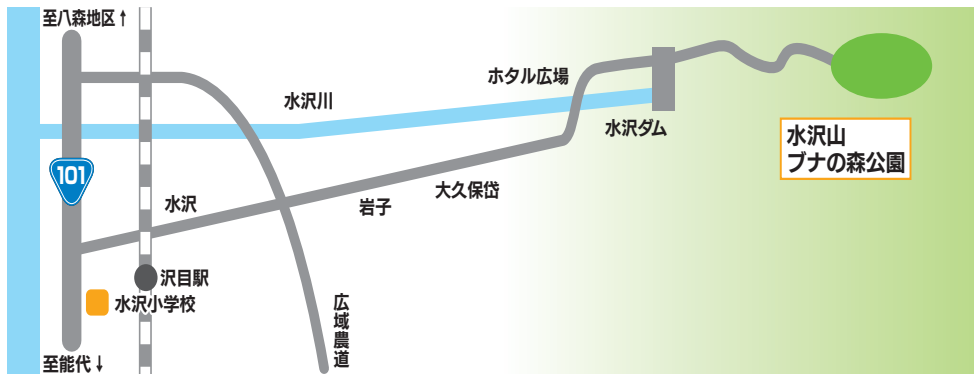 至八森地区↑
ホタル広場
水沢川
水沢ダム
水沢山
ブナの森公園
101
大久保岱
岩子
水沢
沢目駅
水沢小学校
広域農道
至能代↓